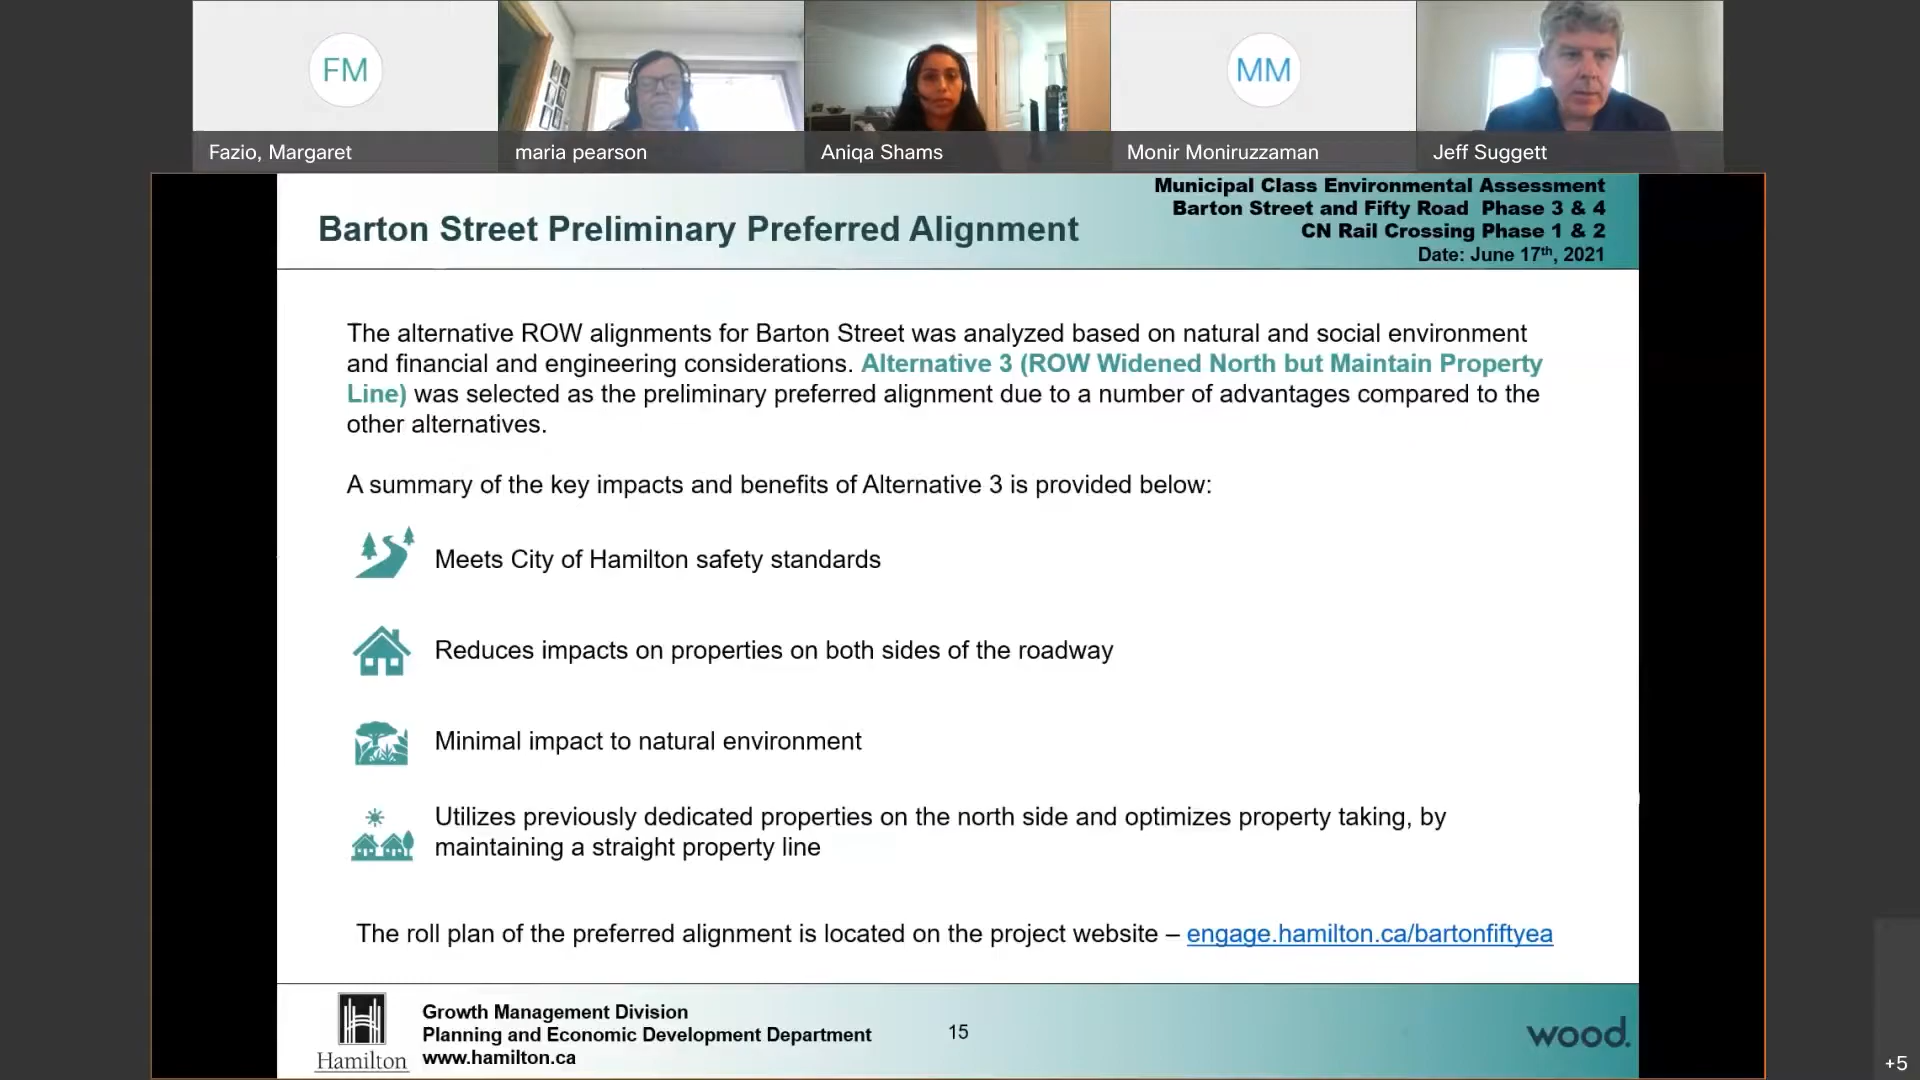 FM
MM
Fazio, Margaret
maria pearson
Aniqa Shams
Monir Moniruzzaman
Jeff Suggett
Barton Street Preliminary Preferred Alignment
Municipal Class Environmental Assessment
Barton Street and Fifty Road Phase 3 & 4
CN Rail Crossing Phase 1 & 2
Date: June 17th, 2021
The alternative ROW alignments for Barton Street was analyzed based on natural and social environment
and financial and engineering considerations. Alternative 3 (ROW Widened North but Maintain Property
Line) was selected as the preliminary preferred alignment due to a number of advantages compared to the
other alternatives.
A summary of the key impacts and benefits of Alternative 3 is provided below:
Meets City of Hamilton safety standards
Reduces impacts on properties on both sides of the roadway
Minimal impact to natural environment
Utilizes previously dedicated properties on the north side and optimizes property taking, by
maintaining a straight property line
The roll plan of the preferred alignment is located on the project website – engage.hamilton.ca/bartonfiftyea
Hamilton
Growth Management Division
Planning and Economic Development Department
www.hamilton.ca
15
wood.
+5